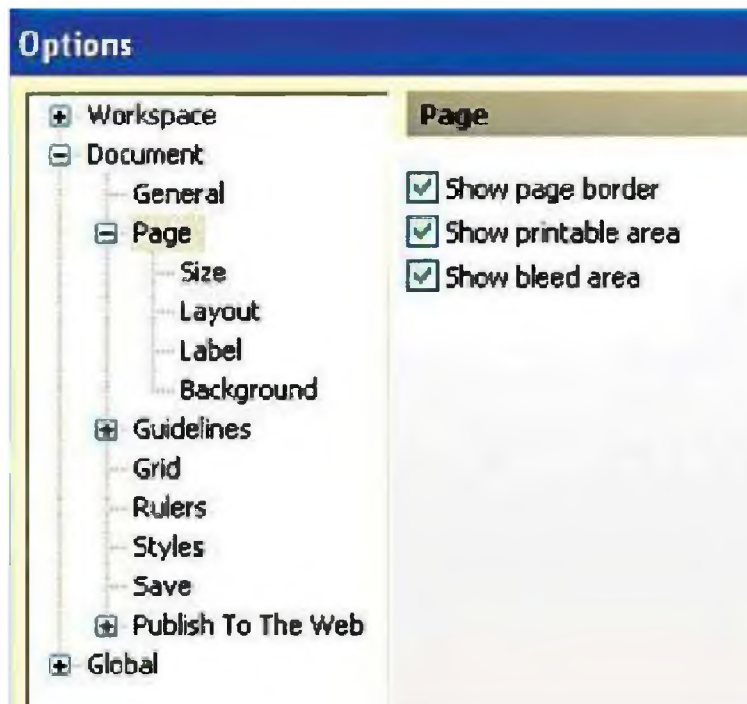 Options
Workspace
Document
General
Page
Size
Layout
Label
Background
Guidelines
Grid
Rulers
Styles
Save
Publish To The Web
Global
Page
Show page border
Show printable area
Show bleed area